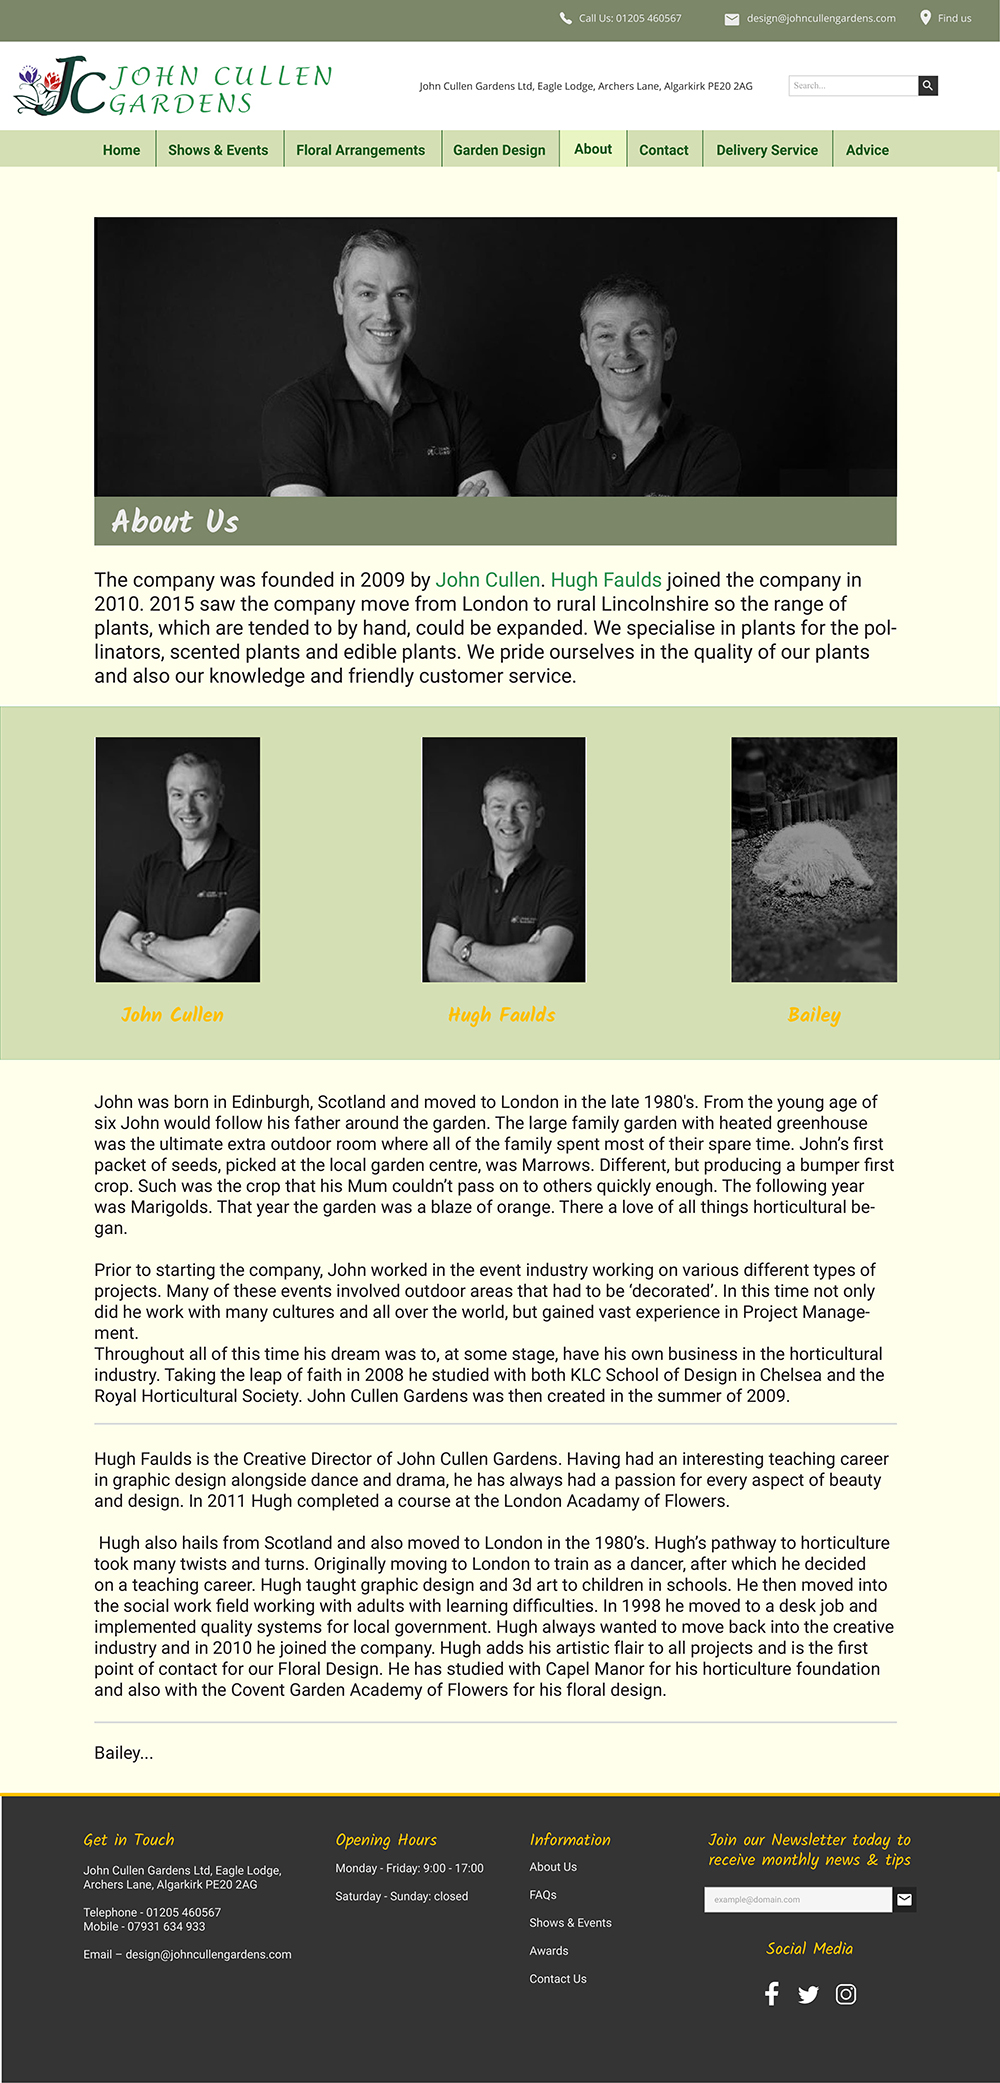 Call Us: 01205 460567
design@johncullengardens.com
Find us
JC JOHN CULLEN
GARDENS
John Cullen Gardens Ltd, Eagle Lodge, Archers Lane, Algarkirk PE20 2AG
Search...
Home
Shows & Events
Floral Arrangements
Garden Design
About
Contact
Delivery Service
Advice
About Us
The company was founded in 2009 by John Cullen. Hugh Faulds joined the company in
2010. 2015 saw the company move from London to rural Lincolnshire so the range of
plants, which are tended to by hand, could be expanded. We specialise in plants for the pol-
linators, scented plants and edible plants. We pride ourselves in the quality of our plants
and also our knowledge and friendly customer service.
John Cullen
Hugh Faulds
Bailey
John was born in Edinburgh, Scotland and moved to London in the late 1980's. From the young age of
six John would follow his father around the garden. The large family garden with heated greenhouse
was the ultimate extra outdoor room where all of the family spent most of their spare time. John’s first
packet of seeds, picked at the local garden centre, was Marrows. Different, but producing a bumper first
crop. Such was the crop that his Mum couldn’t pass on to others quickly enough. The following year
was Marigolds. That year the garden was a blaze of orange. There a love of all things horticultural be-
gan.
Prior to starting the company, John worked in the event industry working on various different types of
projects. Many of these events involved outdoor areas that had to be ‘decorated’. In this time not only
did he work with many cultures and all over the world, but gained vast experience in Project Manage-
ment.
Throughout all of this time his dream was to, at some stage, have his own business in the horticultural
industry. Taking the leap of faith in 2008 he studied with both KLC School of Design in Chelsea and the
Royal Horticultural Society. John Cullen Gardens was then created in the summer of 2009.
Hugh Faulds is the Creative Director of John Cullen Gardens. Having had an interesting teaching career
in graphic design alongside dance and drama, he has always had a passion for every aspect of beauty
and design. In 2011 Hugh completed a course at the London Acadamy of Flowers.
Hugh also hails from Scotland and also moved to London in the 1980’s. Hugh’s pathway to horticulture
took many twists and turns. Originally moving to London to train as a dancer, after which he decided
on a teaching career. Hugh taught graphic design and 3d art to children in schools. He then moved into
the social work field working with adults with learning difficulties. In 1998 he moved to a desk job and
implemented quality systems for local government. Hugh always wanted to move back into the creative
industry and in 2010 he joined the company. Hugh adds his artistic flair to all projects and is the first
point of contact for our Floral Design. He has studied with Capel Manor for his horticulture foundation
and also with the Covent Garden Academy of Flowers for his floral design.
Bailey...
Get in Touch
John Cullen Gardens Ltd, Eagle Lodge,
Archers Lane, Algarkirk PE20 2AG
Telephone - 01205 460567
Mobile - 07931 634 933
Email – design@johncullengardens.com
Opening Hours
Monday - Friday: 9:00 - 17:00
Saturday - Sunday: closed
Information
About Us
FAQs
Shows & Events
Awards
Contact Us
Join our Newsletter today to
receive monthly news & tips
example@domain.com
Social Media